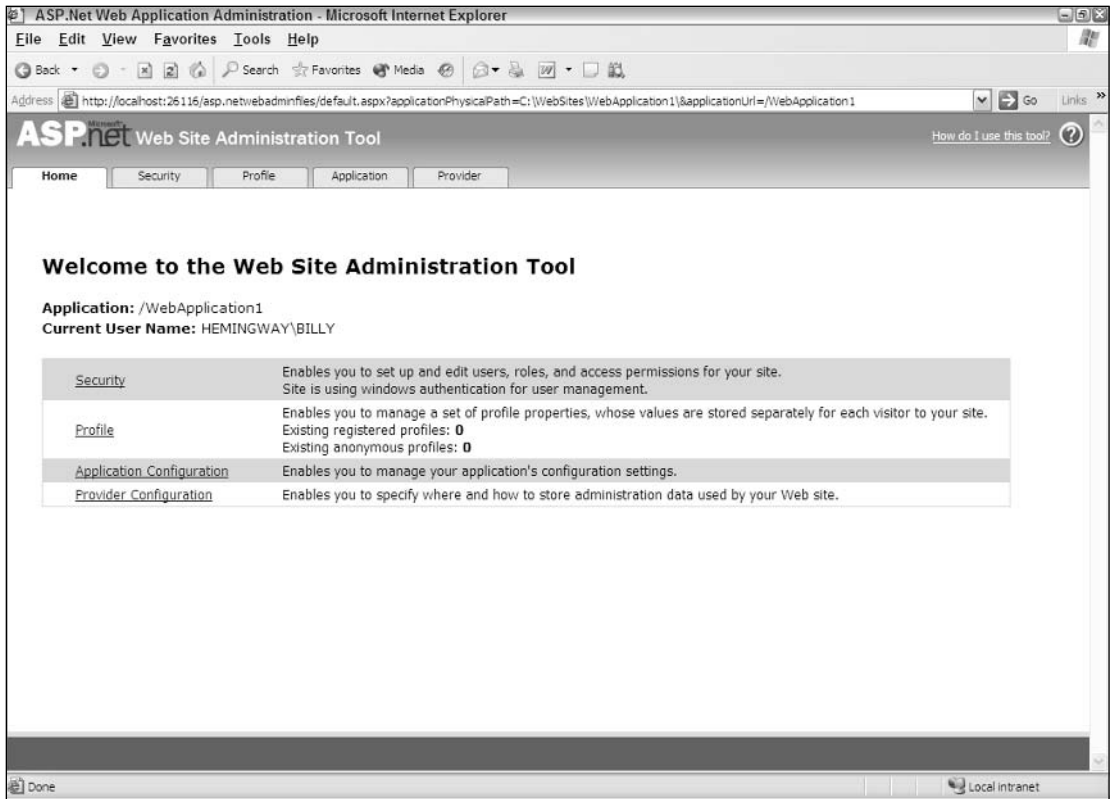 ASP.Net Web Application Administration - Microsoft Internet Explorer
File Edit View Favorites Tools Help
Back Search Favorites Media
Address http://localhost:26116/asp.netwebadminfiles/default.aspx?applicationPhysicalPath=C:\WebSites\WebApplication1\&applicationUrl=/WebApplication1 Go Links »
Microsoft
ASP.net Web Site Administration Tool How do I use this tool? ?
Home Security Profile Application Provider
Welcome to the Web Site Administration Tool
Application: /WebApplication1
Current User Name: HEMINGWAY\BILLY
Security Enables you to set up and edit users, roles, and access permissions for your site.
Site is using windows authentication for user management.
Profile Enables you to manage a set of profile properties, whose values are stored separately for each visitor to your site.
Existing registered profiles: 0
Existing anonymous profiles: 0
Application Configuration Enables you to manage your application's configuration settings.
Provider Configuration Enables you to specify where and how to store administration data used by your Web site.
Done Local intranet